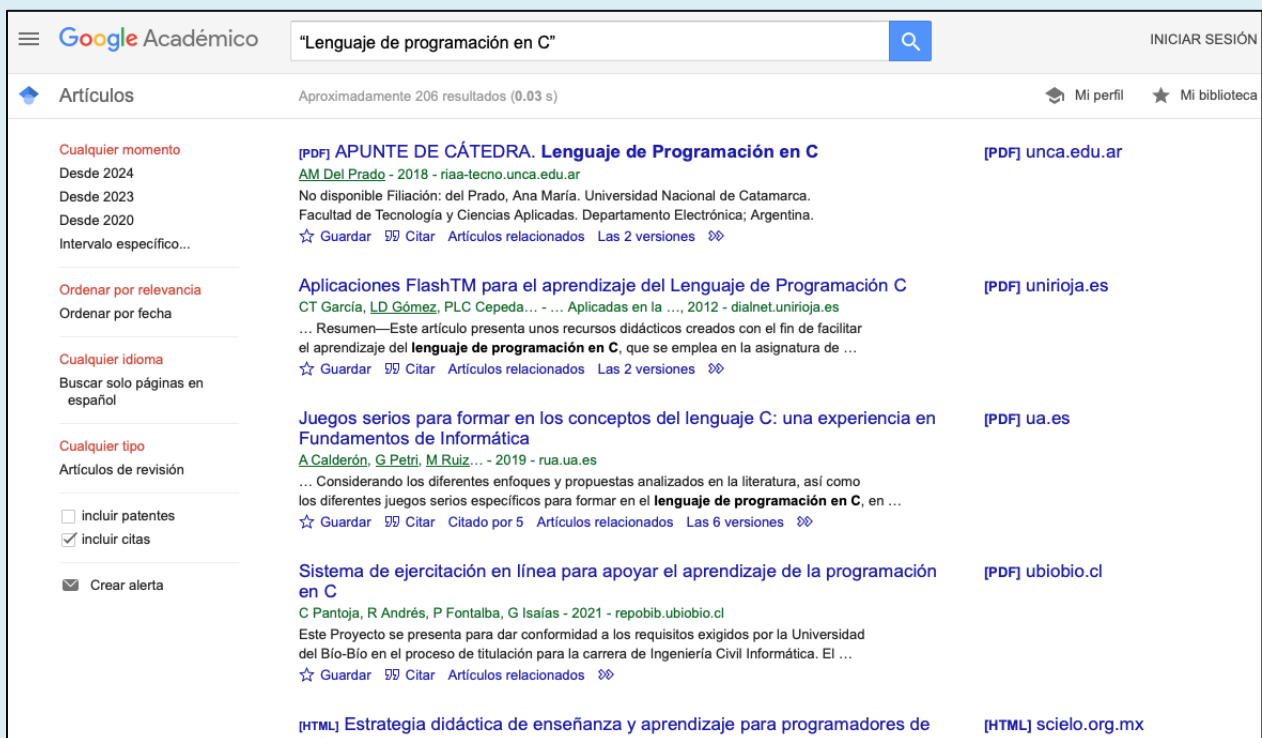 Google Académico
“Lenguaje de programación en C”
INICIAR SESIÓN
Artículos
Aproximadamente 206 resultados (0.03 s)
Mi perfil
Mi biblioteca
Cualquier momento
Desde 2024
Desde 2023
Desde 2020
Intervalo específico...
Ordenar por relevancia
Ordenar por fecha
Cualquier idioma
Buscar solo páginas en
español
Cualquier tipo
Artículos de revisión
incluir patentes
incluir citas
Crear alerta
[PDF] APUNTE DE CÁTEDRA. Lenguaje de Programación en C
[PDF] unca.edu.ar
AM Del Prado - 2018 - riaa-tecno.unca.edu.ar
No disponible Filiación: del Prado, Ana María. Universidad Nacional de Catamarca.
Facultad de Tecnología y Ciencias Aplicadas. Departamento Electrónica; Argentina.
Guardar Citar Artículos relacionados Las 2 versiones
Aplicaciones FlashTM para el aprendizaje del Lenguaje de Programación C
[PDF] unirioja.es
CT García, LD Gómez, PLC Cepeda... - … Aplicadas en la …, 2012 - dialnet.unirioja.es
… Resumen—Este artículo presenta unos recursos didácticos creados con el fin de facilitar
el aprendizaje del lenguaje de programación en C, que se emplea en la asignatura de …
Guardar Citar Artículos relacionados Las 2 versiones
Juegos serios para formar en los conceptos del lenguaje C: una experiencia en
Fundamentos de Informática
[PDF] ua.es
A Calderón, G Petri, M Ruiz... - 2019 - rua.ua.es
… Considerando los diferentes enfoques y propuestas analizados en la literatura, así como
los diferentes juegos serios específicos para formar en el lenguaje de programación en C, en …
Guardar Citar Citado por 5 Artículos relacionados Las 6 versiones
Sistema de ejercitación en línea para apoyar el aprendizaje de la programación
en C
[PDF] ubiobio.cl
C Pantoja, R Andrés, P Fontalba, G Isaías - 2021 - repobib.ubiobio.cl
Este Proyecto se presenta para dar conformidad a los requisitos exigidos por la Universidad
del Bío-Bío en el proceso de titulación para la carrera de Ingeniería Civil Informática. El …
Guardar Citar Artículos relacionados
[HTML] Estrategia didáctica de enseñanza y aprendizaje para programadores de
[HTML] scielo.org.mx